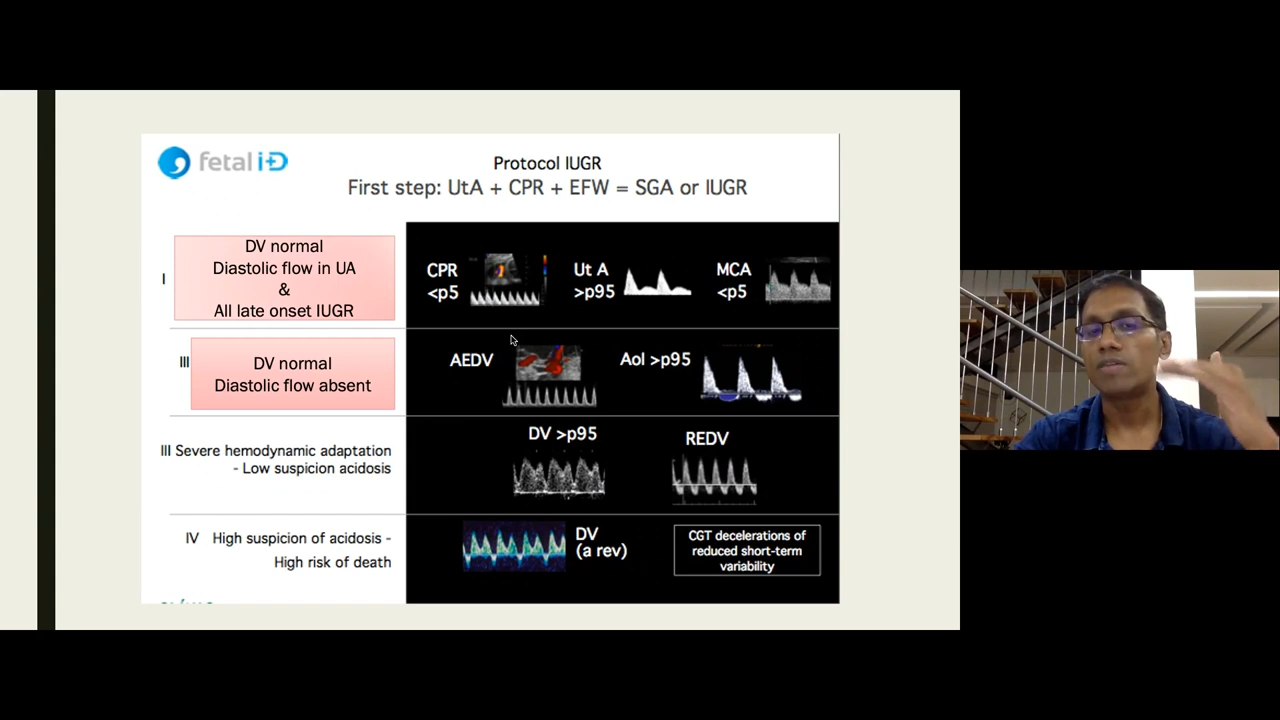 fetal iD
Protocol IUGR
First step: UtA + CPR + EFW = SGA or IUGR
I
DV normal
Diastolic flow in UA
&
All late onset IUGR
CPR
<p5
Ut A
>p95
MCA
<p5
III
DV normal
Diastolic flow absent
AEDV
AoI >p95
III Severe hemodynamic adaptation
- Low suspicion acidosis
DV >p95
REDV
IV High suspicion of acidosis -
High risk of death
DV
(a rev)
CGT decelerations of
reduced short-term
variability